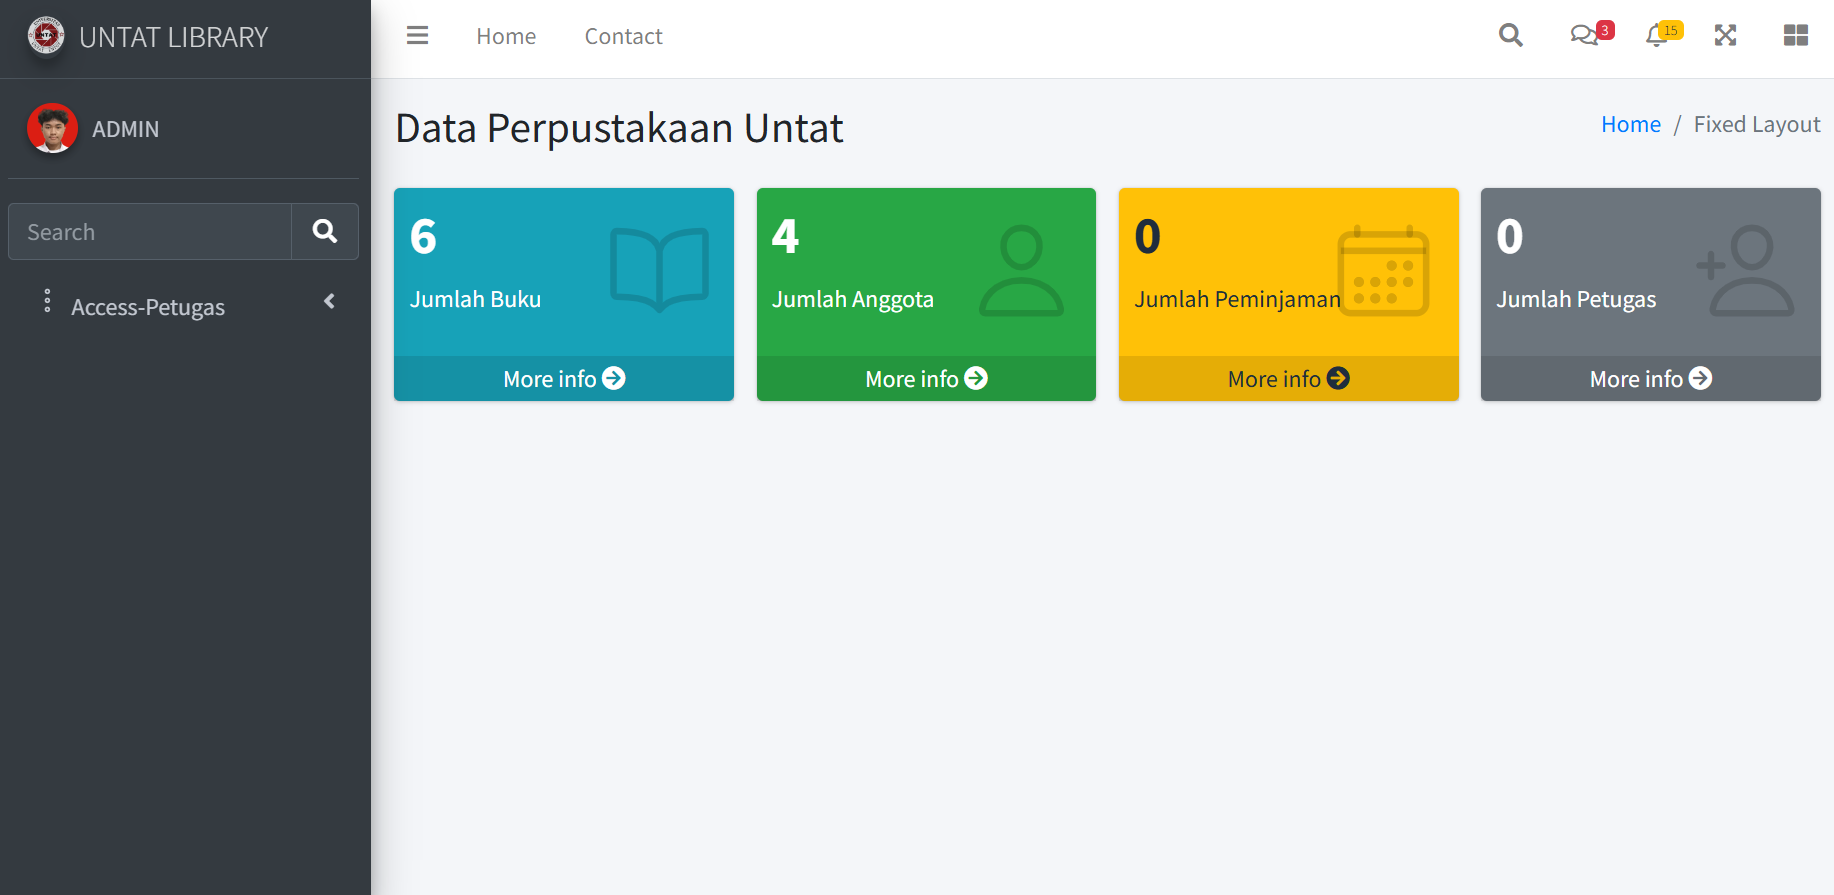 UNTAT LIBRARY
Home
Contact
3
15
ADMIN
Search
Access-Petugas
Data Perpustakaan Untat
Home / Fixed Layout
6
Jumlah Buku
More info
4
Jumlah Anggota
More info
0
Jumlah Peminjaman
More info
0
Jumlah Petugas
More info